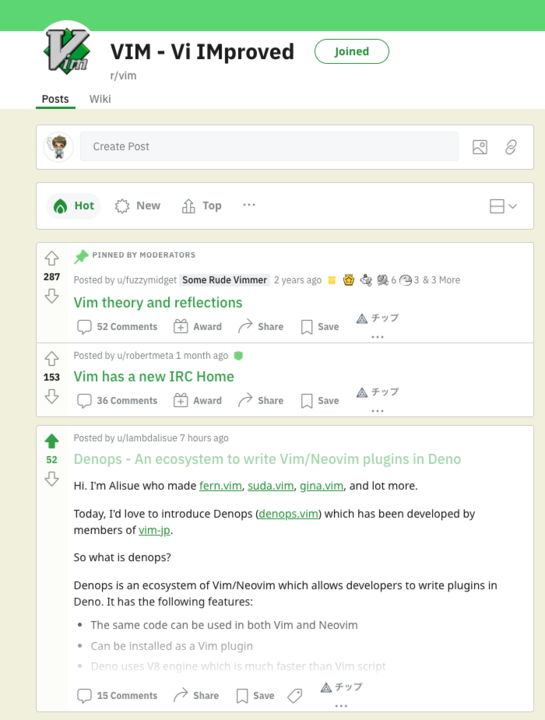 Vim
VIM - Vi IMproved
Joined
r/vim
Posts Wiki
Create Post
Hot New Top ...
PINNED BY MODERATORS
287
Posted by u/fuzzymidget Some Rude Vimmer 2 years ago 6 3 & 3 More
Vim theory and reflections
52 Comments Award Share Save チップ
...
Posted by u/robertmeta 1 month ago
153
Vim has a new IRC Home
36 Comments Award Share Save チップ
...
Posted by u/lambdalisue 7 hours ago
52
Denops - An ecosystem to write Vim/Neovim plugins in Deno
Hi. I'm Alisue who made fern.vim, suda.vim, gina.vim, and lot more.
Today, I'd love to introduce Denops (denops.vim) which has been developed by
members of vim-jp.
So what is denops?
Denops is an ecosystem of Vim/Neovim which allows developers to write plugins in
Deno. It has the following features:
• The same code can be used in both Vim and Neovim
• Can be installed as a Vim plugin
• Deno uses V8 engine which is much faster than Vim script
15 Comments Share Save チップ
...